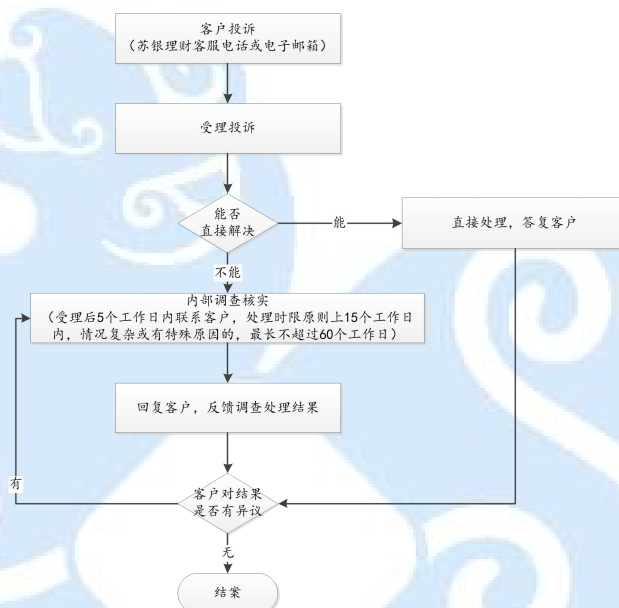 客户投诉
（苏银理财客服电话或电子邮箱）
受理投诉
能否
直接解决
能
直接处理，答复客户
不能
内部调查核实
（受理后5个工作日内联系客户，处理时限原则上15个工作日
内，情况复杂或有特殊原因的，最长不超过60个工作日）
回复客户，反馈调查处理结果
有
客户对结果
是否有异议
无
结案